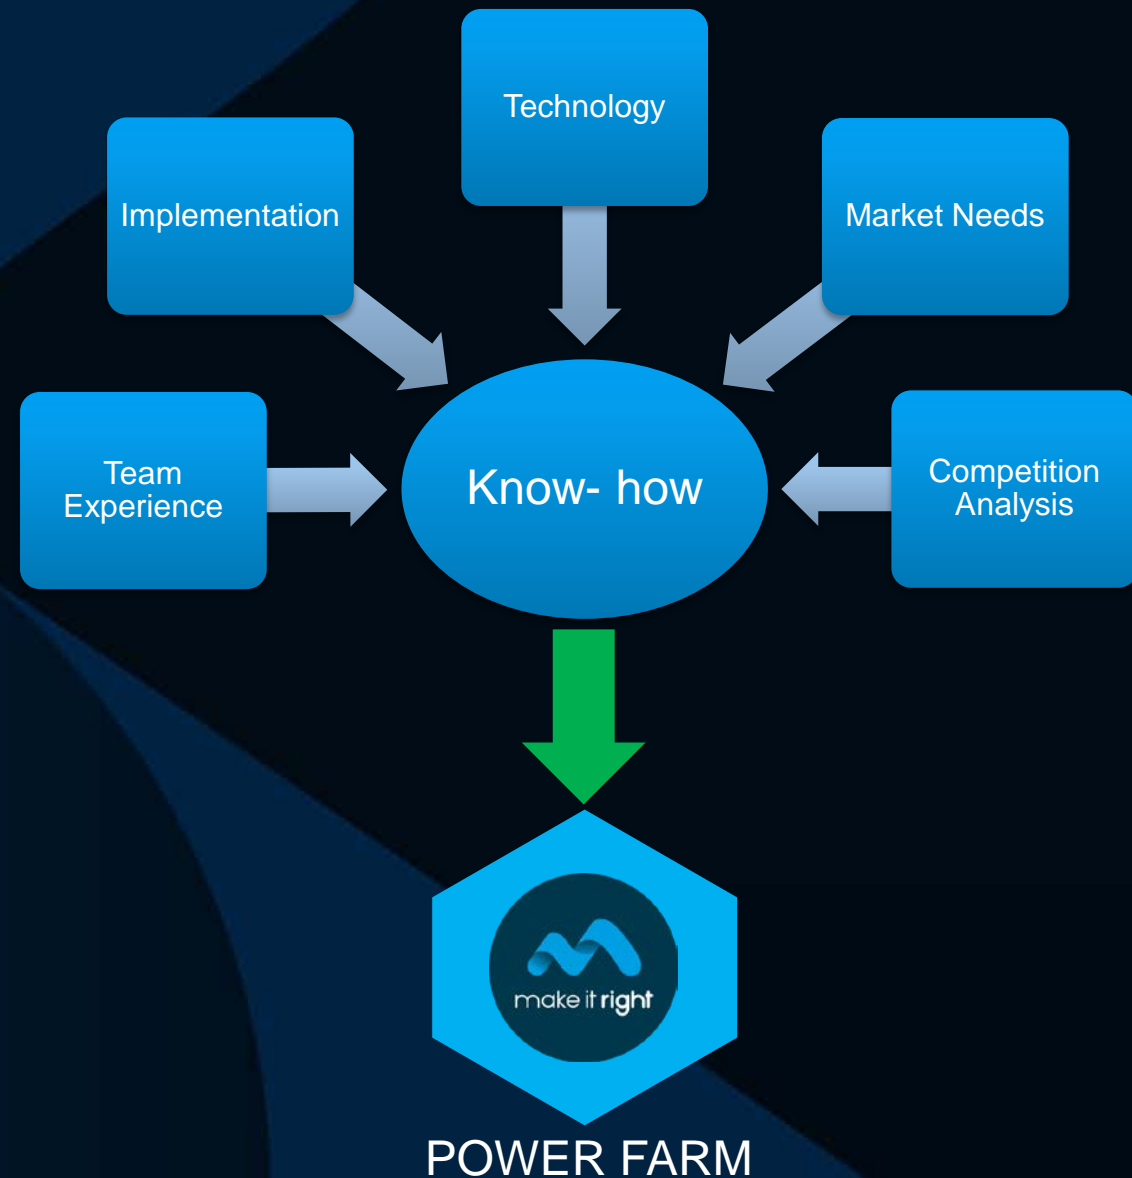 Technology
Implementation
Market Needs
Team
Experience
Know- how
Competition
Analysis
make it right
POWER FARM